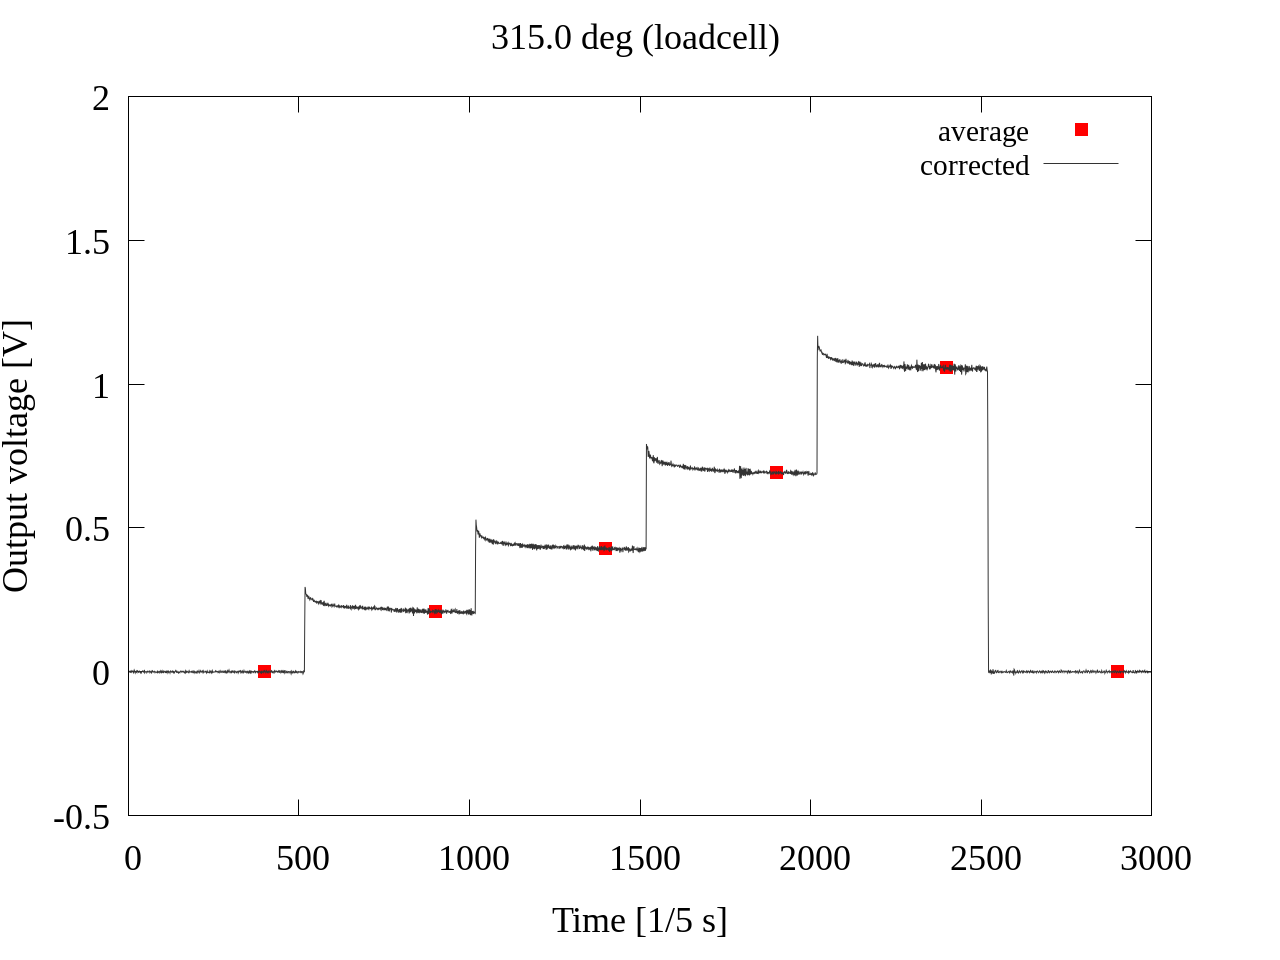 315.0 deg (loadcell)
2
1.5
1
0.5
0
-0.5
Output voltage [V]
average
corrected
0 500 1000 1500 2000 2500 3000
Time [1/5 s]